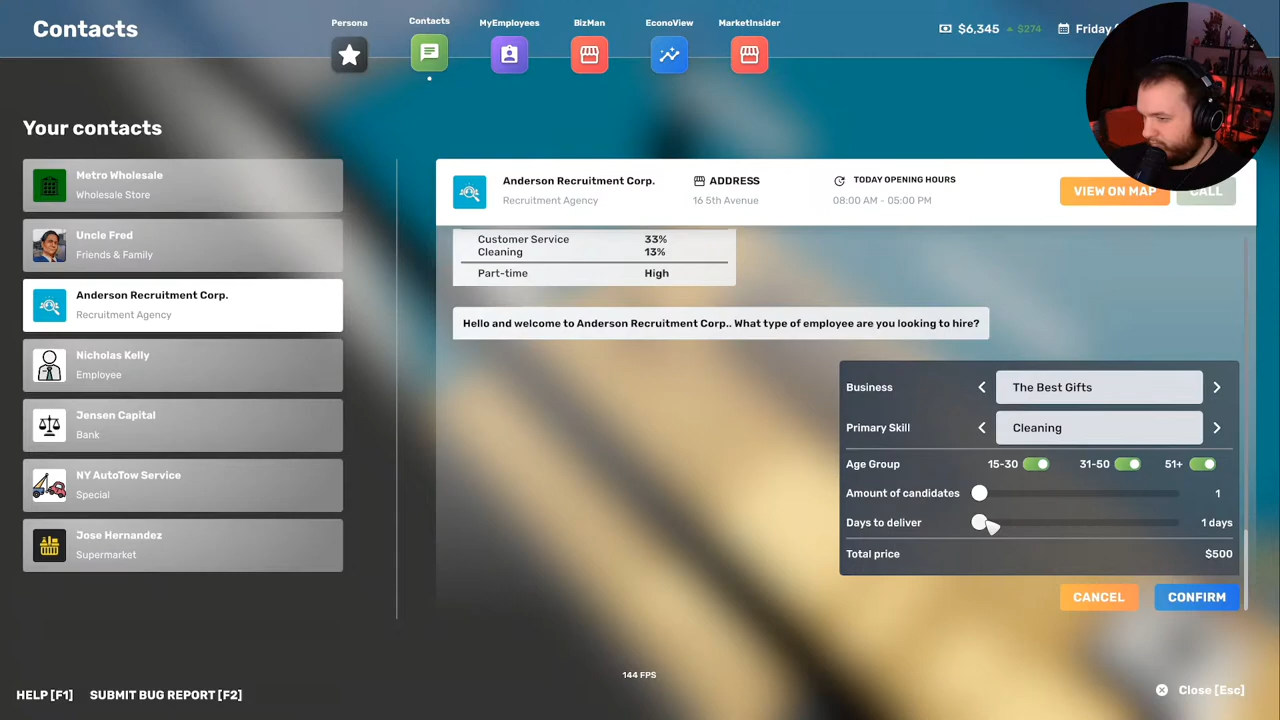 Contacts
Persona
Contacts
MyEmployees
BizMan
EconoView
MarketInsider
$6,345
$274
Friday
Your contacts
Metro Wholesale
Wholesale Store
Uncle Fred
Friends & Family
Anderson Recruitment Corp.
Recruitment Agency
Nicholas Kelly
Employee
Jensen Capital
Bank
NY AutoTow Service
Special
Jose Hernandez
Supermarket
Anderson Recruitment Corp.
Recruitment Agency
ADDRESS
16 5th Avenue
TODAY OPENING HOURS
08:00 AM - 05:00 PM
VIEW ON MAP
CALL
Customer Service 33%
Cleaning 13%
Part-time High
Hello and welcome to Anderson Recruitment Corp.. What type of employee are you looking to hire?
Business < The Best Gifts >
Primary Skill < Cleaning >
Age Group 15-30 31-50 51+
Amount of candidates 1
Days to deliver 1 days
Total price $500
CANCEL
CONFIRM
144 FPS
HELP [F1]
SUBMIT BUG REPORT [F2]
Close [Esc]